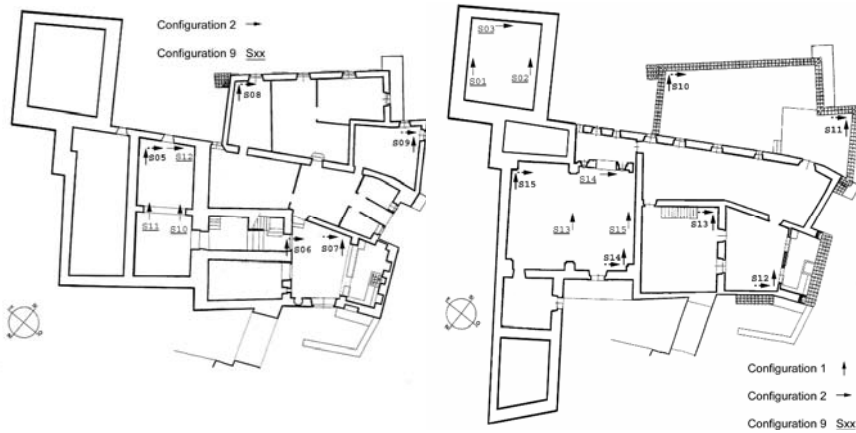 Configuration 2
Configuration 9 Sxx
S08
S09
S05 S12
S11 S10
S06 S07
S03
S01 S02
S10
S11
S15
S14
S13 S15
S13
S14
S12
Configuration 1
Configuration 2
Configuration 9 Sxx